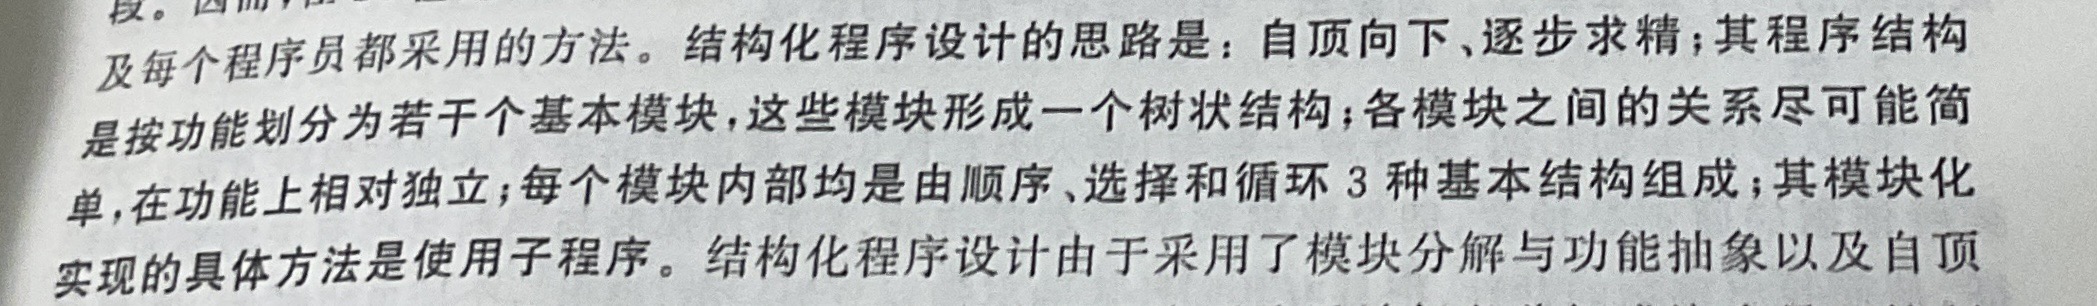 段。因而,
及每个程序员都采用的方法。结构化程序设计的思路是：自顶向下、逐步求精；其程序结构
是按功能划分为若干个基本模块,这些模块形成一个树状结构；各模块之间的关系尽可能简
单,在功能上相对独立；每个模块内部均是由顺序、选择和循环 3 种基本结构组成；其模块化
实现的具体方法是使用子程序。结构化程序设计由于采用了模块分解与功能抽象以及自顶